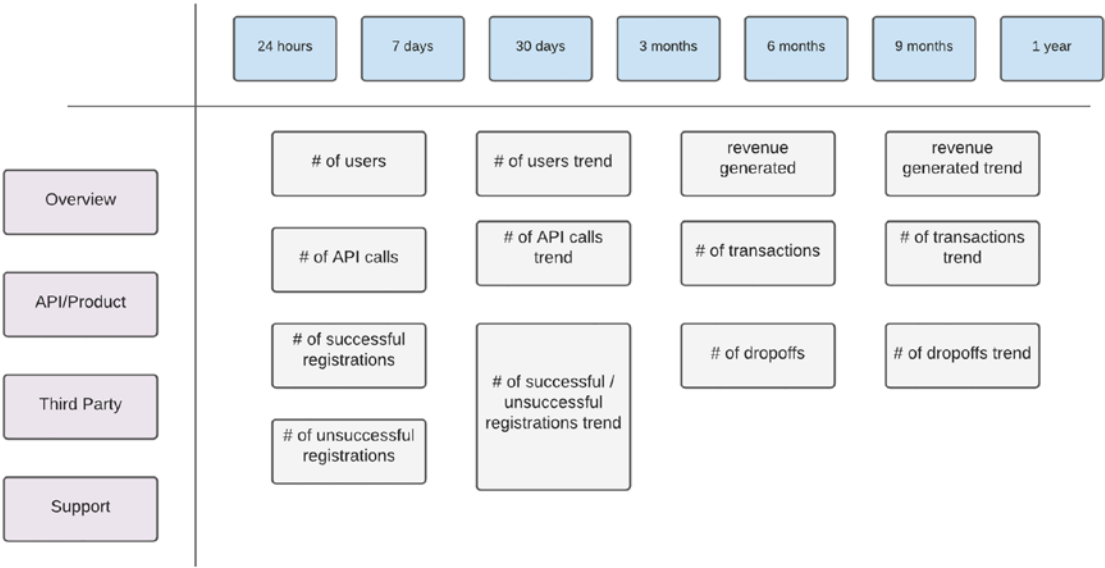 24 hours
7 days
30 days
3 months
6 months
9 months
1 year
Overview
API/Product
Third Party
Support
# of users
# of API calls
# of successful
registrations
# of unsuccessful
registrations
# of users trend
# of API calls
trend
# of successful /
unsuccessful
registrations trend
revenue
generated
# of transactions
# of dropoffs
revenue
generated trend
# of transactions
trend
# of dropoffs trend